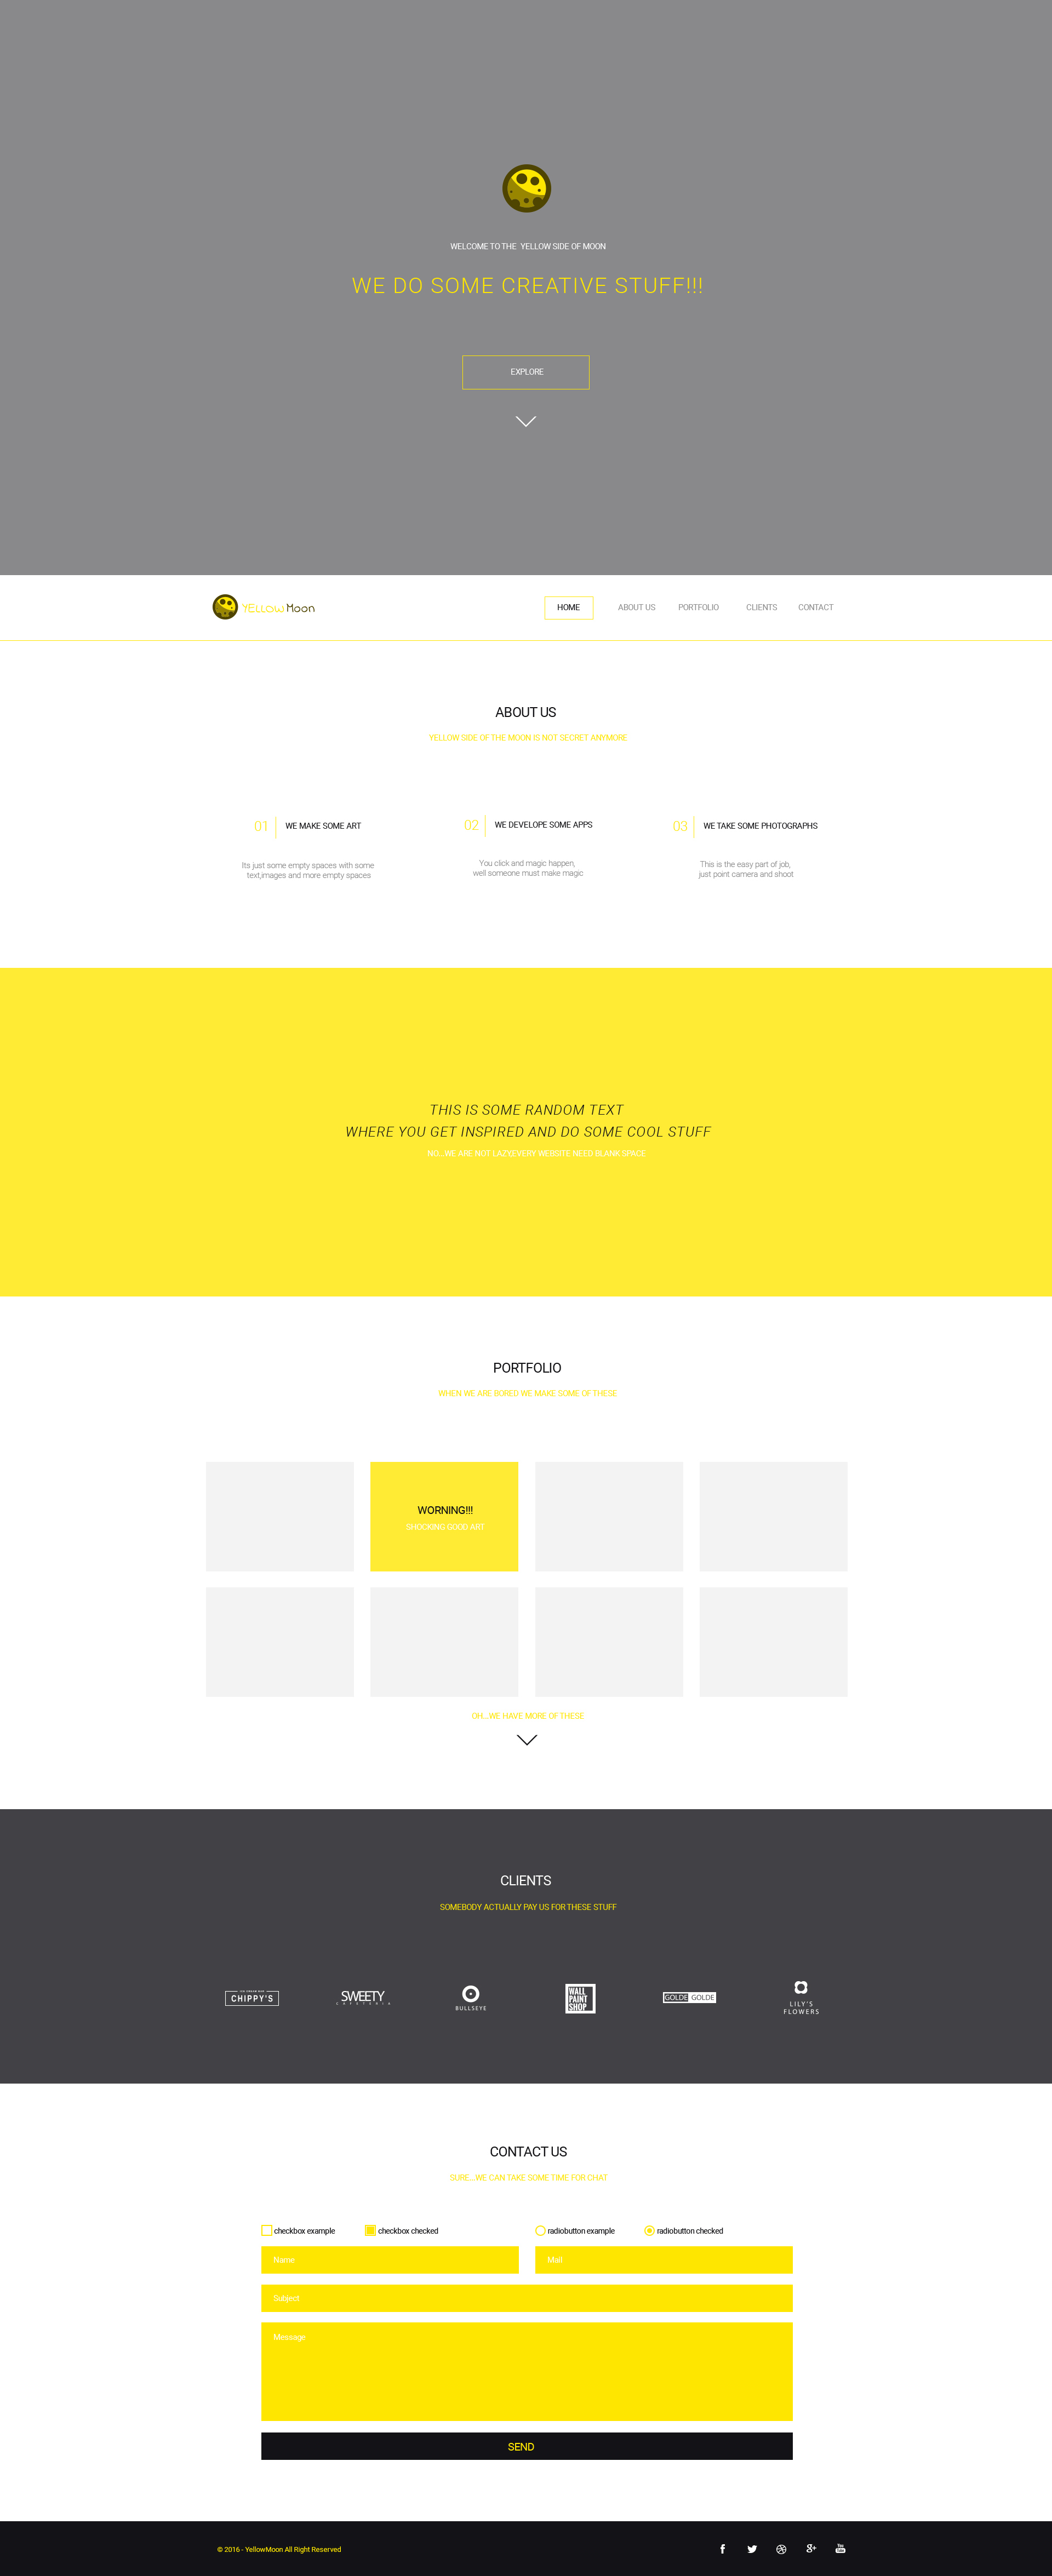 WELCOME TO THE YELLOW SIDE OF MOON
WE DO SOME CREATIVE STUFF!!!
EXPLORE
YELLOW Moon
HOME
ABOUT US
PORTFOLIO
CLIENTS
CONTACT
ABOUT US
YELLOW SIDE OF THE MOON IS NOT SECRET ANYMORE
01
WE MAKE SOME ART
Its just some empty spaces with some
text,images and more empty spaces
02
WE DEVELOPE SOME APPS
You click and magic happen,
well someone must make magic
03
WE TAKE SOME PHOTOGRAPHS
This is the easy part of job,
just point camera and shoot
THIS IS SOME RANDOM TEXT
WHERE YOU GET INSPIRED AND DO SOME COOL STUFF
NO...WE ARE NOT LAZY,EVERY WEBSITE NEED BLANK SPACE
PORTFOLIO
WHEN WE ARE BORED WE MAKE SOME OF THESE
WORNING!!!
SHOCKING GOOD ART
OH...WE HAVE MORE OF THESE
CLIENTS
SOMEBODY ACTUALLY PAY US FOR THESE STUFF
CHIPPY'S
SWEETY
BULLSEYE
WALL
PAINT
SHOP
GOLDE GOLDE
LILY'S
FLOWERS
CONTACT US
SURE...WE CAN TAKE SOME TIME FOR CHAT
checkbox example
checkbox checked
radiobutton example
radiobutton checked
Name
Mail
Subject
Message
SEND
© 2016 - YellowMoon All Right Reserved
You
Tube